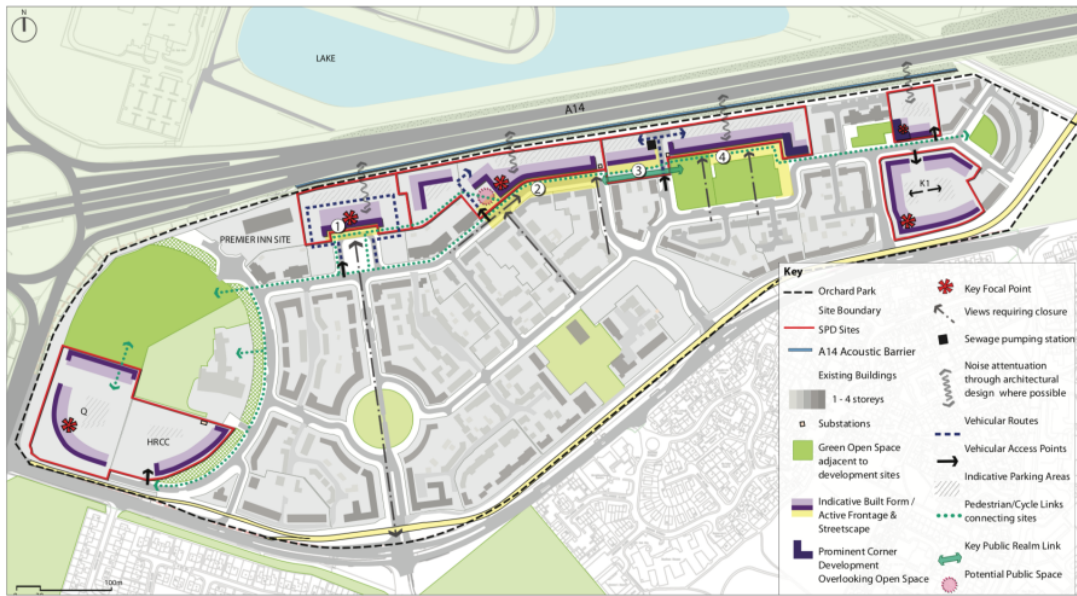 N
LAKE
A14
PREMIER INN SITE
1
2
3
4
K1
Q
HRCC
100m
Key
Orchard Park
Site Boundary
SPD Sites
A14 Acoustic Barrier
Existing Buildings
1 - 4 storeys
Substations
Green Open Space
adjacent to
development sites
Indicative Built Form /
Active Frontage &
Streetscape
Prominent Corner
Development
Overlooking Open Space
Key Focal Point
Views requiring closure
Sewage pumping station
Noise attentuation
through architectural
design where possible
Vehicular Routes
Vehicular Access Points
Indicative Parking Areas
Pedestrian/Cycle Links
connecting sites
Key Public Realm Link
Potential Public Space